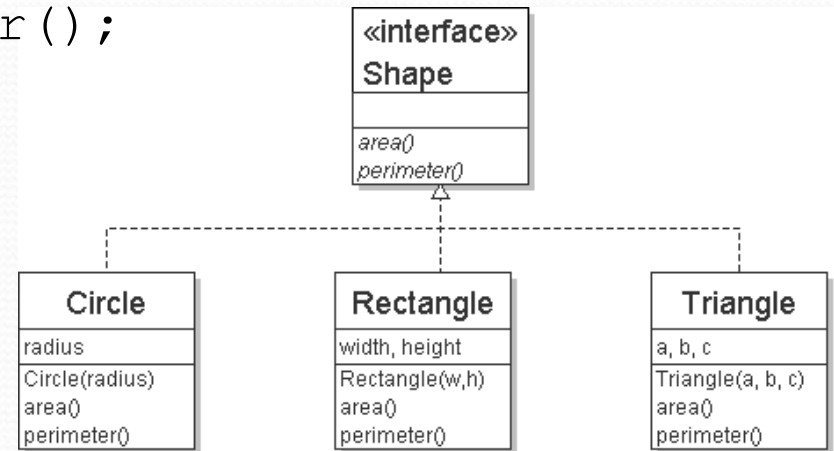 r();
«interface»
Shape
area()
perimeter()
Circle
radius
Circle(radius)
area()
perimeter()
Rectangle
width, height
Rectangle(w,h)
area()
perimeter()
Triangle
a, b, c
Triangle(a, b, c)
area()
perimeter()